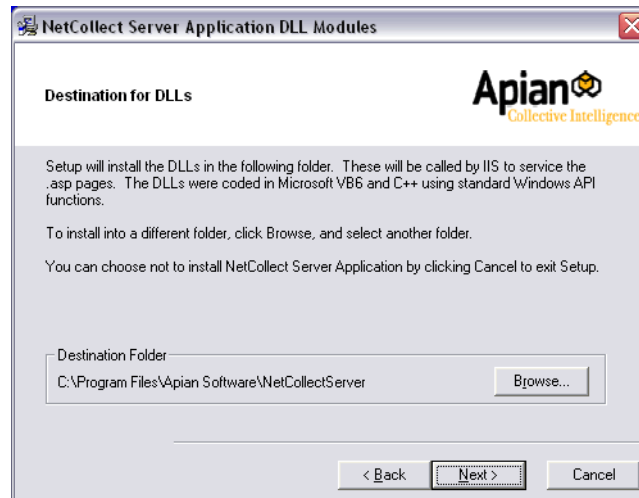 NetCollect Server Application DLL Modules
Destination for DLLs
Apian
Collective Intelligence
Setup will install the DLLs in the following folder. These will be called by IIS to service the
.asp pages. The DLLs were coded in Microsoft VB6 and C++ using standard Windows API
functions.
To install into a different folder, click Browse, and select another folder.
You can choose not to install NetCollect Server Application by clicking Cancel to exit Setup.
Destination Folder
C:\Program Files\Apian Software\NetCollectServer
Browse...
< Back
Next >
Cancel